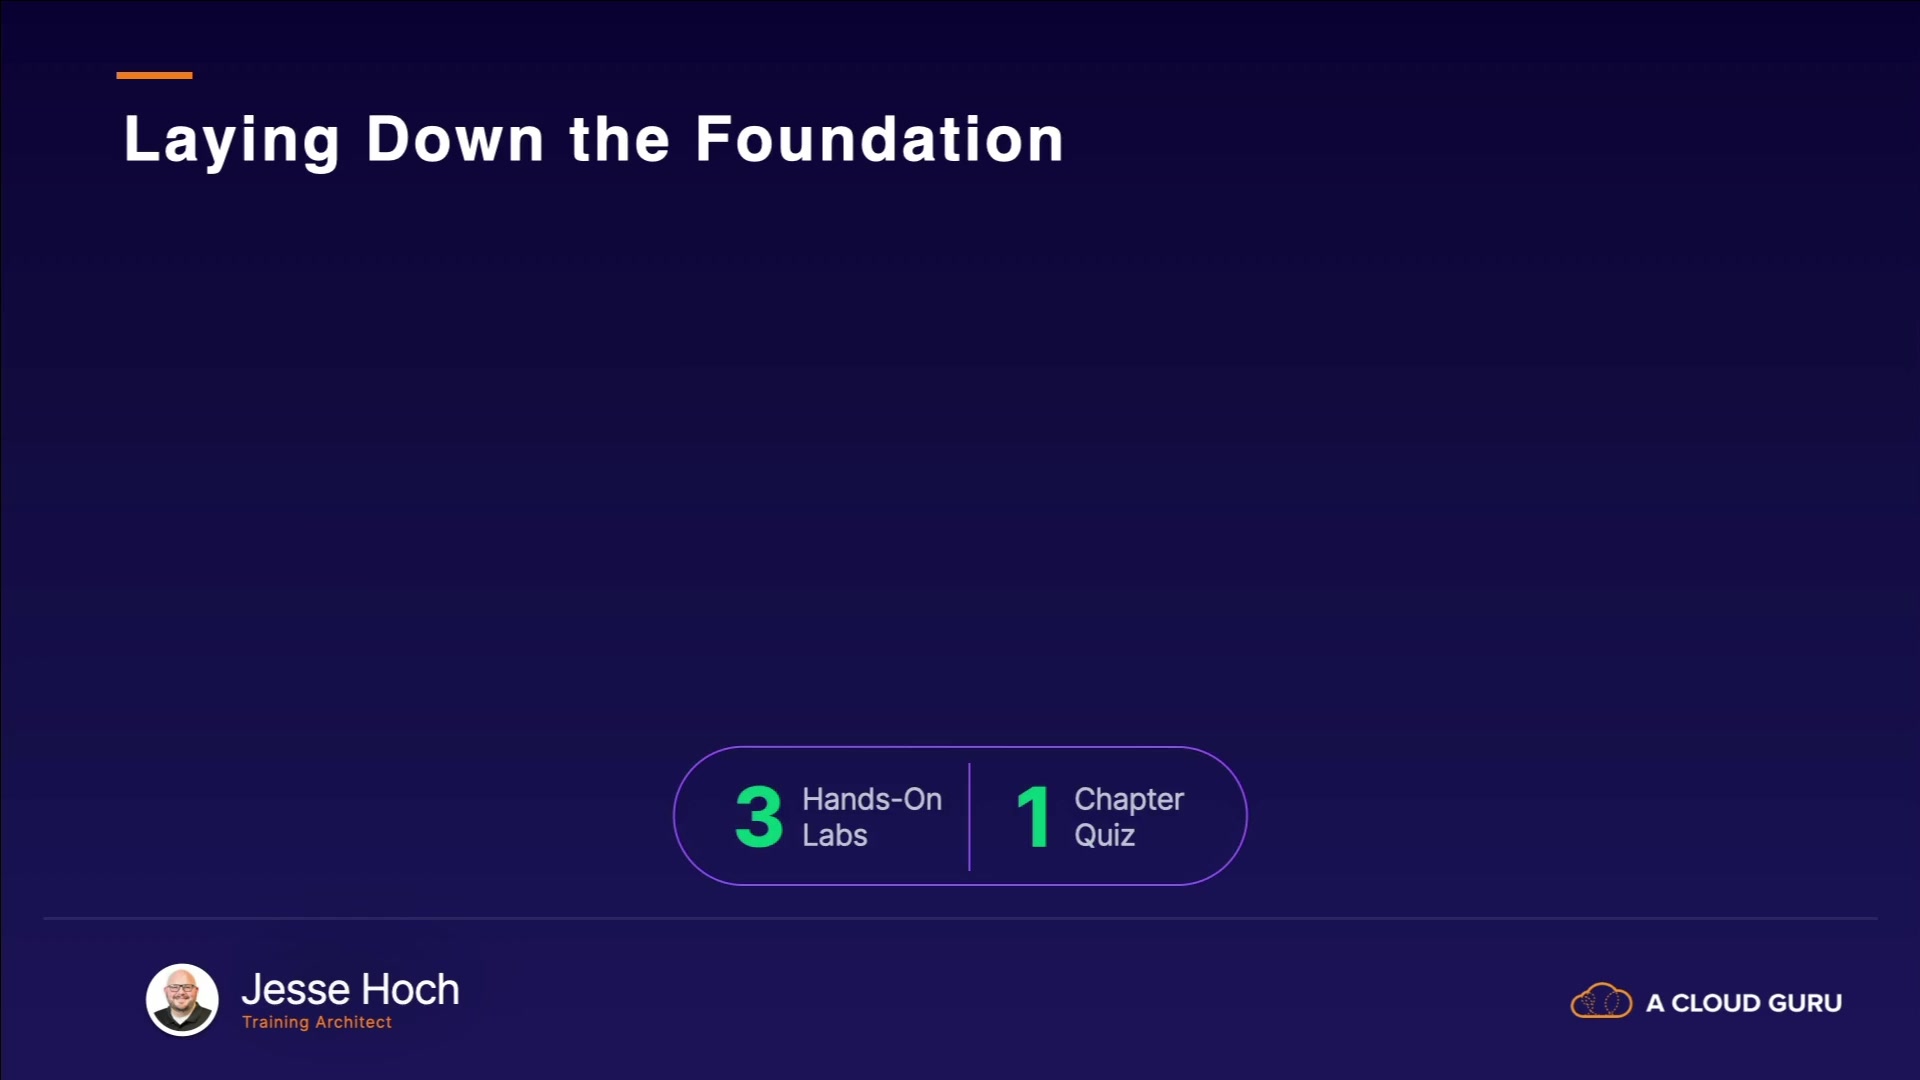 Laying Down the Foundation
3 Hands-On
Labs
1 Chapter
Quiz
Jesse Hoch
Training Architect
A CLOUD GURU